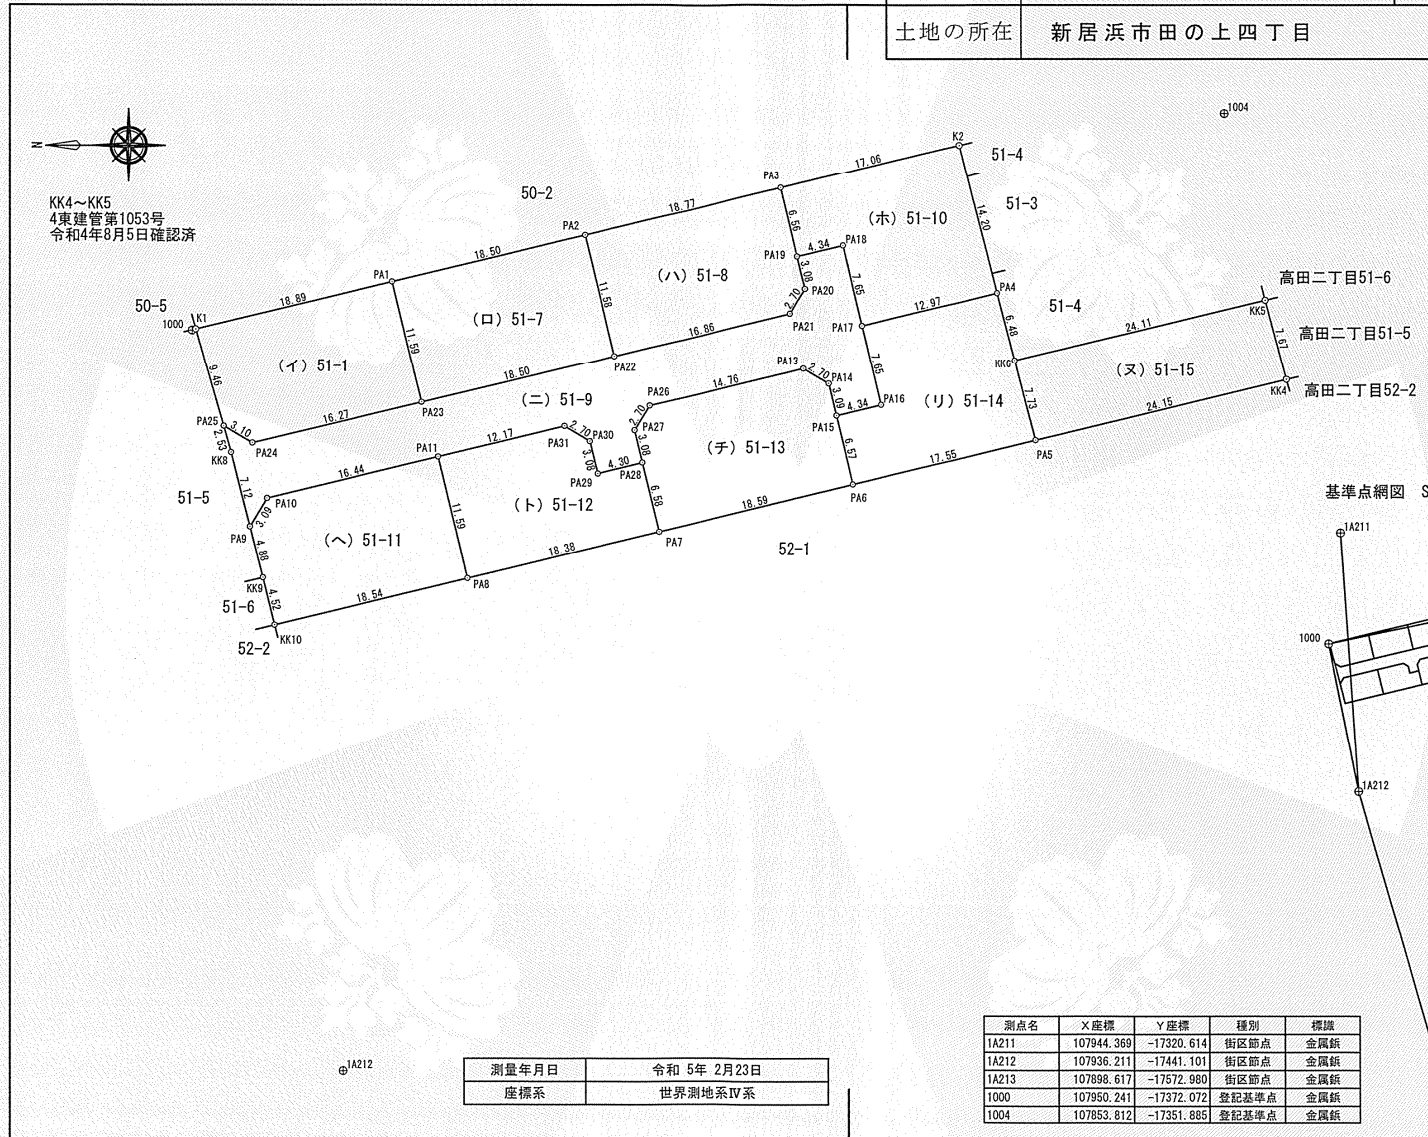 土地の所在 新居浜市田の上四丁目
1004
N
KK4～KK5
4東建管第1053号
令和4年8月5日確認済
K2
51-4
17.06
PA3
50-2
18.77
51-3
14.20
PA2
6.56
(ホ) 51-10
18.50
4.34
PA18
PA19
PA1
(ハ) 51-8
3.08
7.65
PA4
高田二丁目51-6
18.89
11.58
2.70
PA20
12.97
51-4
KK5
50-5
K1
1000
(ロ) 51-7
16.86
PA21
PA17
6.48
24.11
高田二丁目51-5
7.67
11.59
PA22
PA13
2.70
KK6
(イ) 51-1
18.50
14.76
PA14
7.65
(ヌ) 51-15
9.46
PA23
(ニ) 51-9
PA26
3.09
PA16
(リ) 51-14
7.73
24.15
KK4
高田二丁目52-2
16.27
2.70
PA27
PA15
4.34
PA25
3.10
12.17
PA31
2.70
PA30
3.08
(チ) 51-13
6.57
2.53
PA24
PA11
3.08
4.30
PA28
17.55
PA5
KK8
16.44
PA29
51-5
7.12
PA10
(ト) 51-12
6.58
PA6
基準点網図 S
3.09
11.59
18.59
PA9
(ヘ) 51-11
PA7
52-1
1A211
4.88
18.38
KK9
PA8
4.52
18.54
51-6
KK10
52-2
1000
1A212
1A212
測量年月日 令和 5年 2月23日
座標系 世界測地系Ⅳ系
測点名 X座標 Y座標 種別 標識
1A211 107944.369 -17320.614 街区節点 金属鋲
1A212 107936.211 -17441.101 街区節点 金属鋲
1A213 107898.617 -17572.980 街区節点 金属鋲
1000 107950.241 -17372.072 登記基準点 金属鋲
1004 107853.812 -17351.885 登記基準点 金属鋲